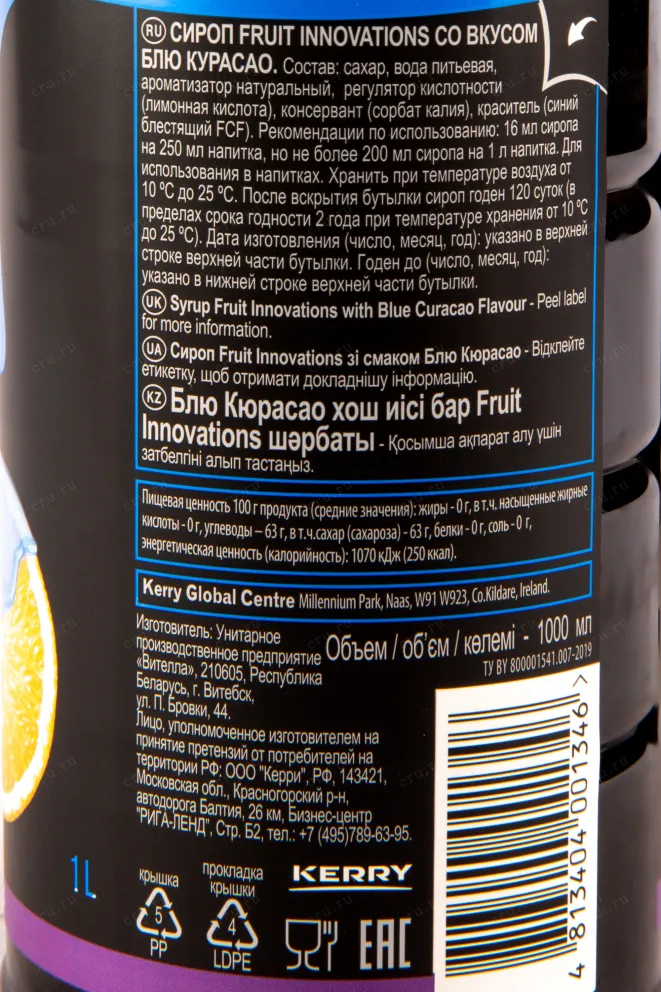 RU СИРОП FRUIT INNOVATIONS СО ВКУСОМ
БЛЮ КУРАСАО. Состав: сахар, вода питьевая,
ароматизатор натуральный, регулятор кислотности
(лимонная кислота), консервант (сорбат калия), краситель (синий
блестящий FCF). Рекомендации по использованию: 16 мл сиропа
на 250 мл напитка, но не более 200 мл сиропа на 1 л напитка. Для
использования в напитках. Хранить при температуре воздуха от
10 ºС до 25 ºС. После вскрытия бутылки сироп годен 120 суток (в
пределах срока годности 2 года при температуре хранения от 10 ºС
до 25 ºС). Дата изготовления (число, месяц, год): указано в верхней
строке верхней части бутылки. Годен до (число, месяц, год):
указано в нижней строке верхней части бутылки.
UK Syrup Fruit Innovations with Blue Curacao Flavour - Peel label
for more information.
UA Сироп Fruit Innovations зі смаком Блю Кюрасао - Відклейте
етикетку, щоб отримати докладнішу інформацію.
KZ Блю Кюрасао хош иісі бар Fruit
Innovations шәрбаты - Қосымша ақпарат алу үшін
затбелгіні алып тастаңыз.
Пищевая ценность 100 г продукта (средние значения): жиры - 0 г, в т.ч. насыщенные жирные
кислоты - 0 г, углеводы – 63 г, в т.ч.сахар (сахароза) - 63 г, белки - 0 г, соль - 0 г,
энергетическая ценность (калорийность): 1070 кДж (250 ккал).
Kerry Global Centre Millennium Park, Naas, W91 W923, Co.Kildare, Ireland.
Изготовитель: Унитарное
производственное предприятие
«Вителла», 210605, Республика
Беларусь, г. Витебск,
ул. П. Бровки, 44.
Объем / об'єм / көлемі - 1000 мл
ТУ BY 800001541.007-2019
Лицо, уполномоченное изготовителем на
принятие претензий от потребителей на
территории РФ: ООО "Керри", РФ, 143421,
Московская обл., Красногорский р-н,
автодорога Балтия, 26 км, Бизнес-центр
"РИГА-ЛЕНД", Стр. Б2, тел.: +7 (495)789-63-95.
1L
крышка
5
PP
прокладка
крышки
4
LDPE
KERRY
EAC
4 813404 001346 >
cru.ru